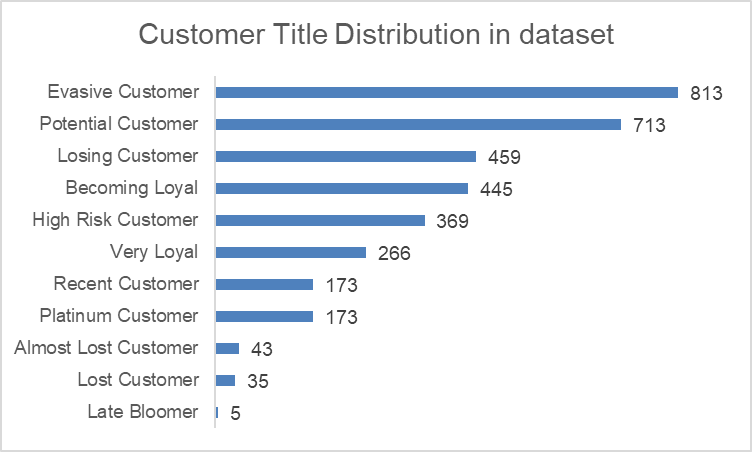 Customer Title Distribution in dataset
Evasive Customer 813
Potential Customer 713
Losing Customer 459
Becoming Loyal 445
High Risk Customer 369
Very Loyal 266
Recent Customer 173
Platinum Customer 173
Almost Lost Customer 43
Lost Customer 35
Late Bloomer 5